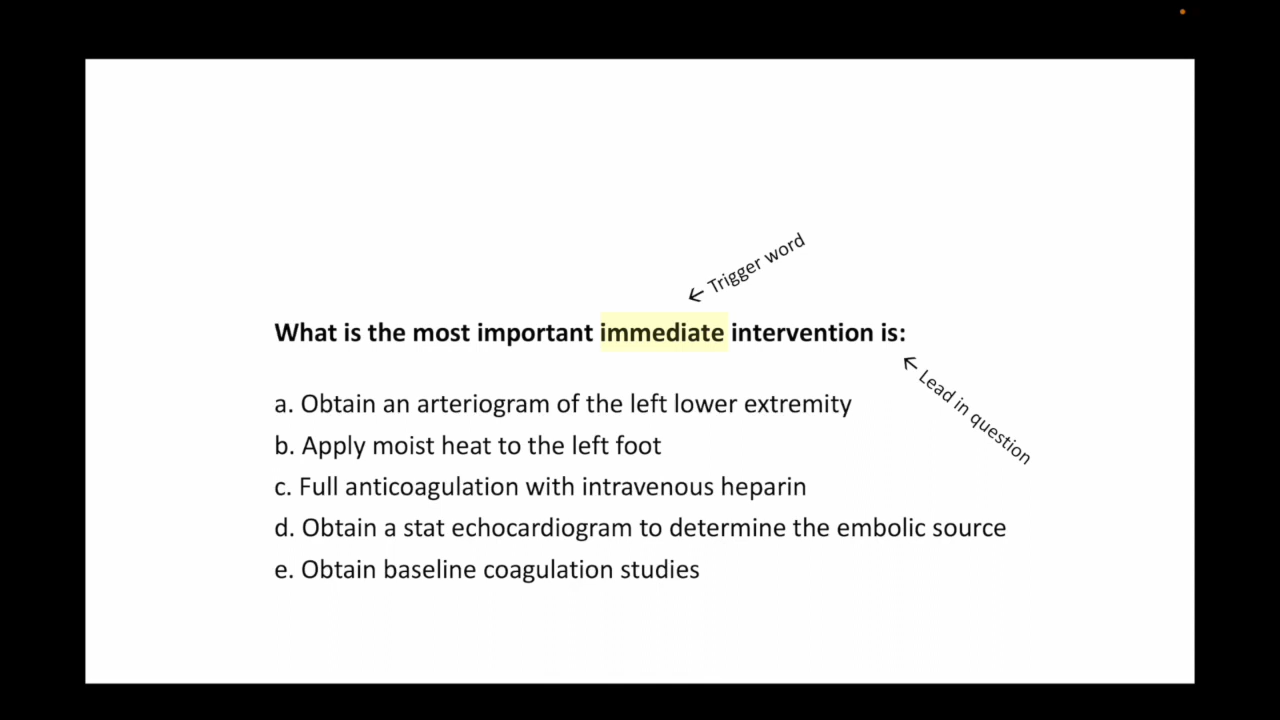 ← Trigger word
What is the most important immediate intervention is:
← Lead in question
a. Obtain an arteriogram of the left lower extremity
b. Apply moist heat to the left foot
c. Full anticoagulation with intravenous heparin
d. Obtain a stat echocardiogram to determine the embolic source
e. Obtain baseline coagulation studies